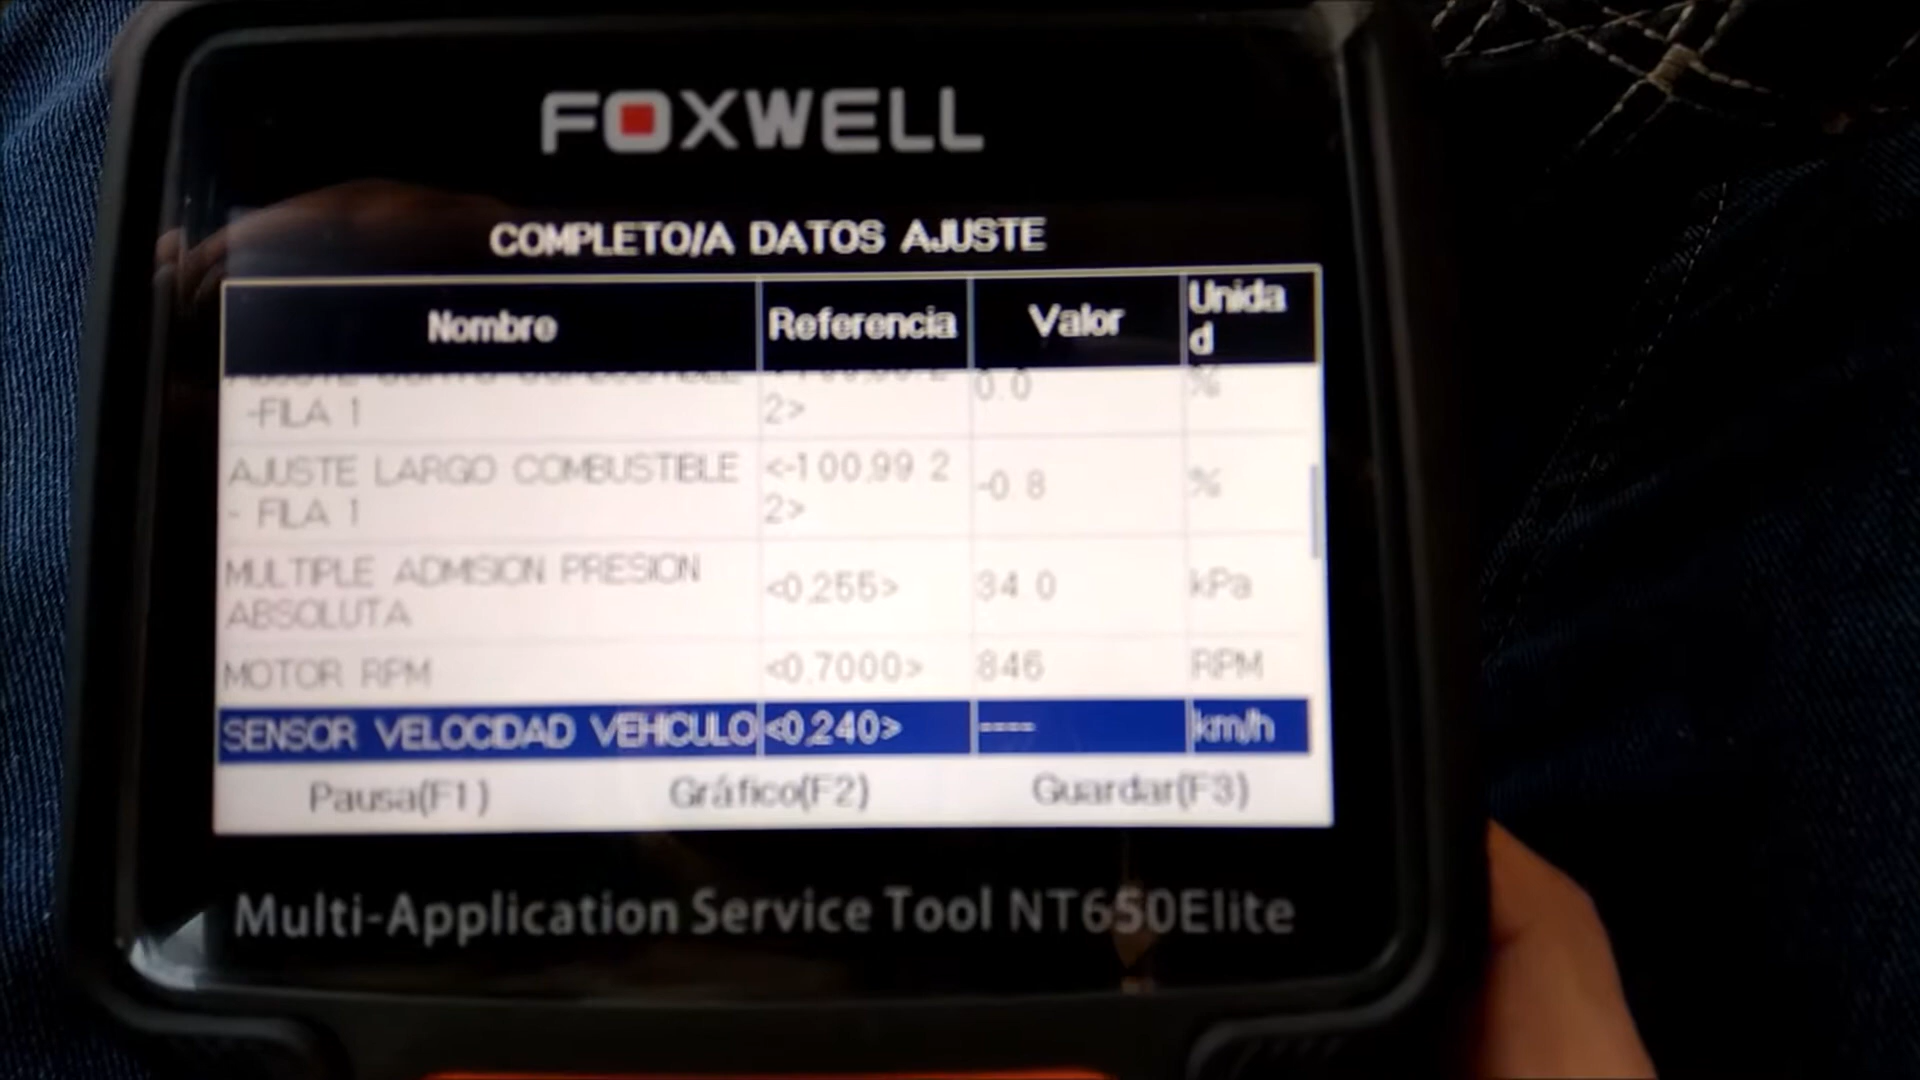 FOXWELL
COMPLETO/A DATOS AJUSTE
Nombre Referencia Valor Unida
d
0.0 %
-FILA 1 2>
AJUSTE LARGO COMBUSTIBLE <-100,99.2 -0.8 %
- FILA 1 2>
MULTIPLE ADMISION PRESION <0,255> 34.0 kPa
ABSOLUTA
MOTOR RPM <0,7000> 846 RPM
SENSOR VELOCIDAD VEHICULO <0,240> ---- km/h
Pausa(F1) Gráfico(F2) Guardar(F3)
Multi-Application Service Tool NT650Elite